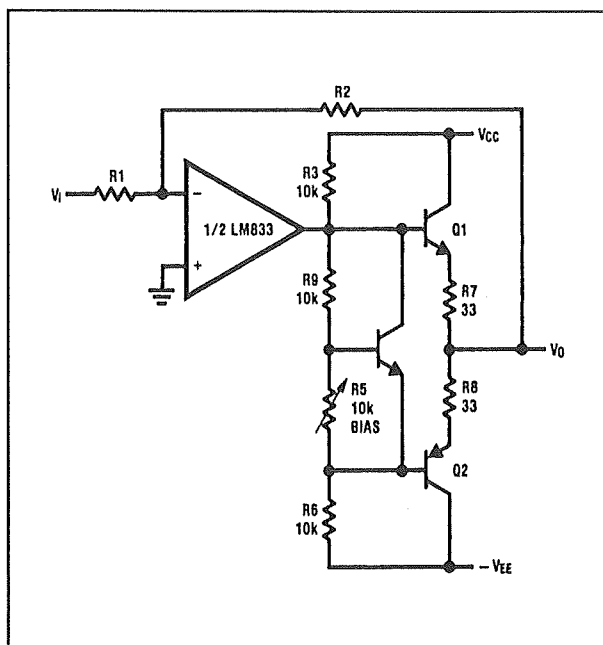 R2
VCC
R3
10k
R1
VI
−
1/2 LM833
+
Q1
R9
10k
R7
33
VO
R5
10k
BIAS
R8
33
Q2
R6
10k
− VEE